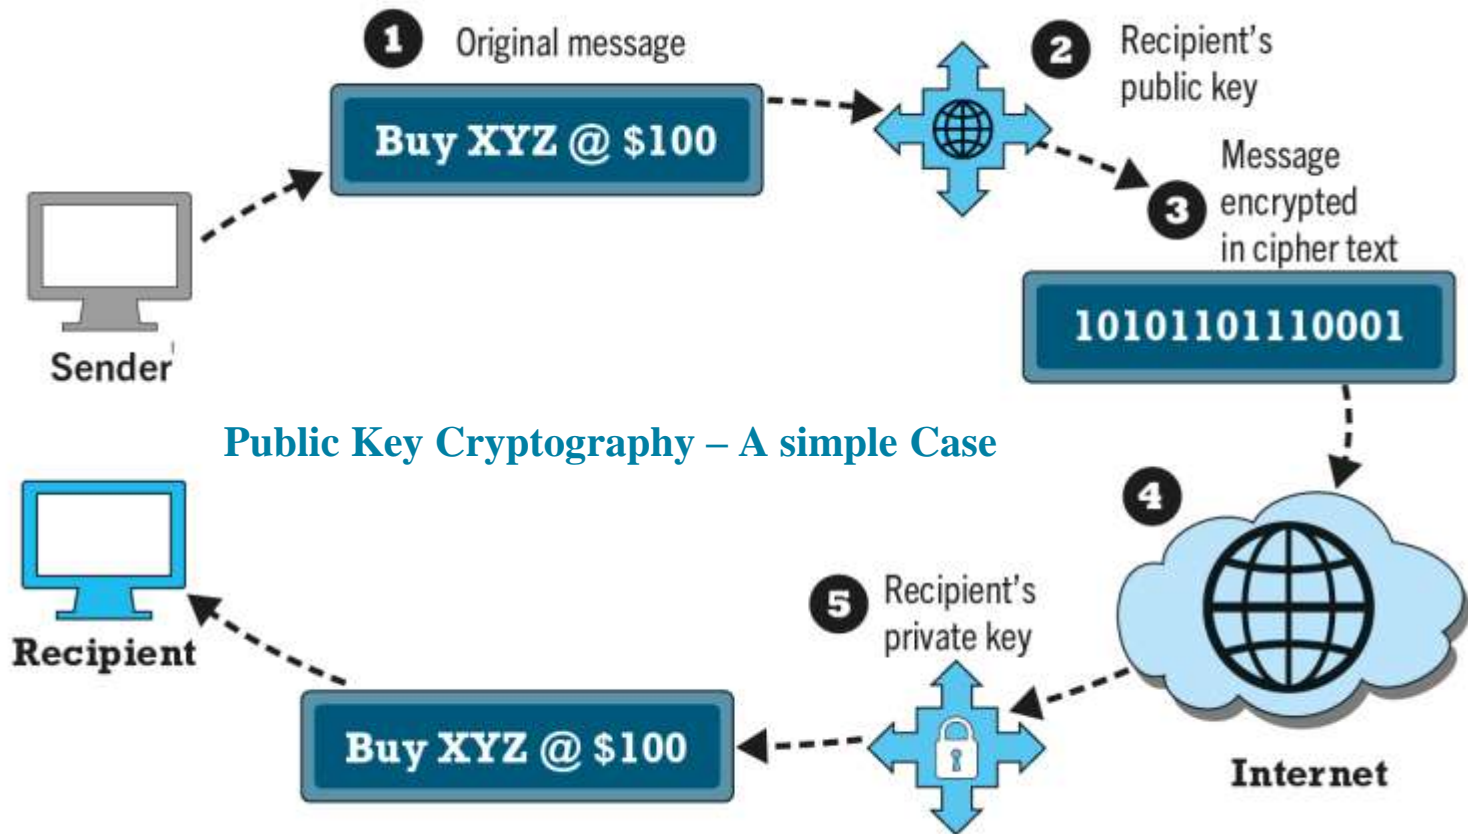 1 Original message
Buy XYZ @ $100
2 Recipient's
public key
Message
3 encrypted
in cipher text
10101101110001
Sender
Public Key Cryptography – A simple Case
4
Internet
5 Recipient's
private key
Buy XYZ @ $100
Recipient